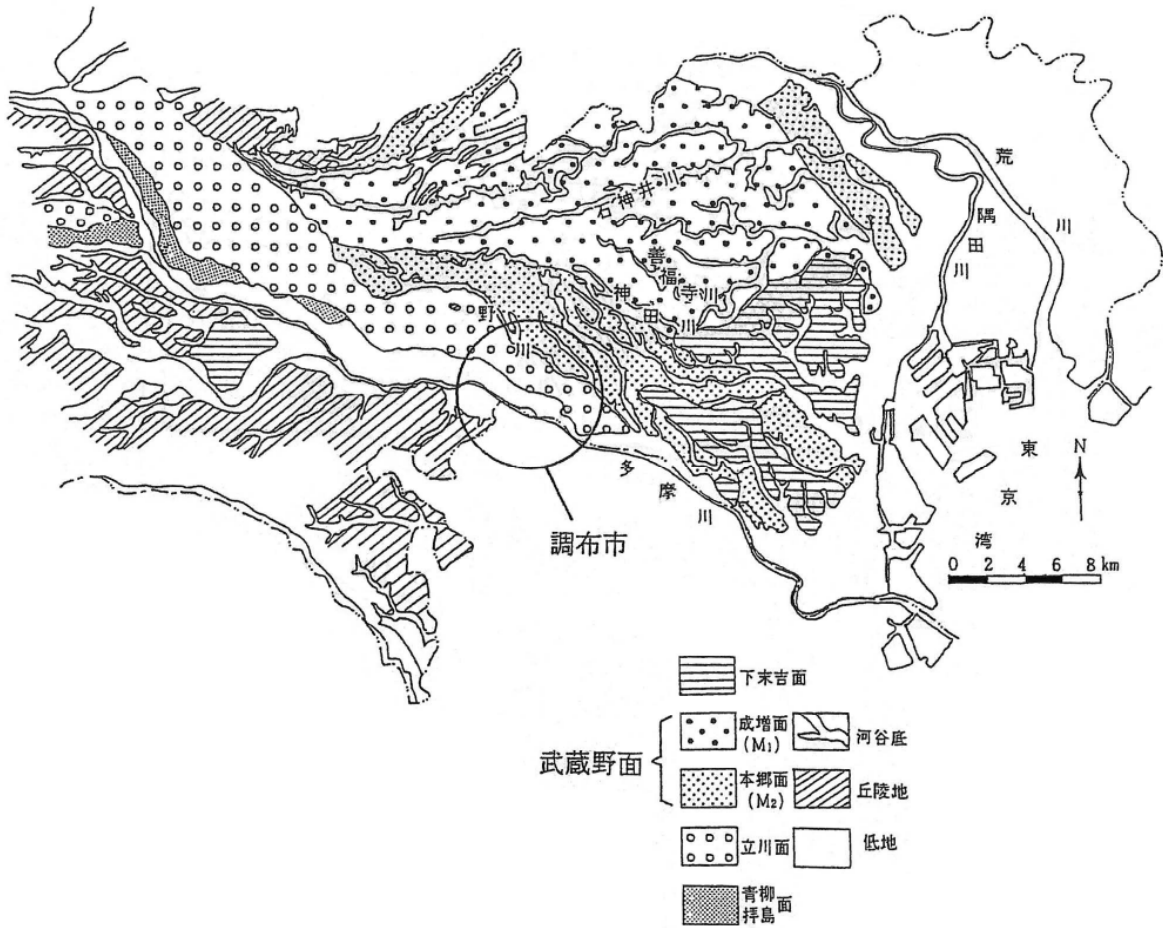 荒川
隅田川
石神井川
善福寺川
神田川
野川
多摩川
東京湾
N
0 2 4 6 8 km
調布市
下末吉面
武蔵野面
成増面
(M₁)
河谷底
本郷面
(M₂)
丘陵地
立川面
低地
青柳
拝島
面